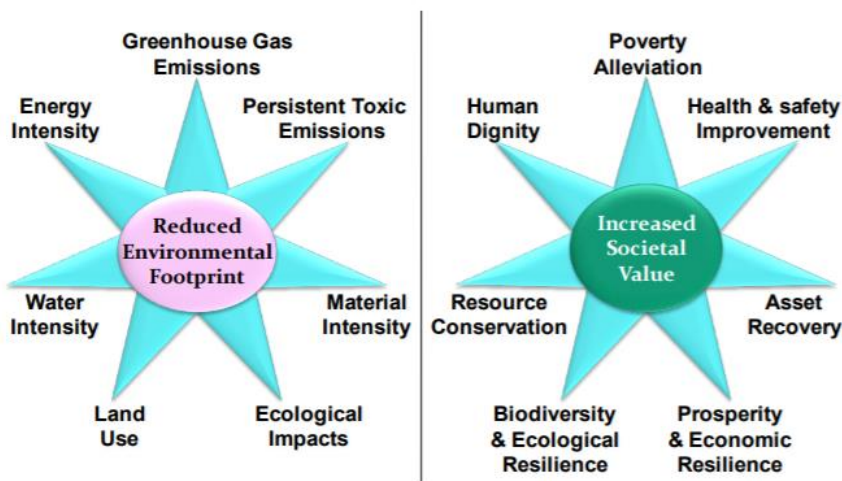 Greenhouse Gas
Emissions
Energy
Intensity
Persistent Toxic
Emissions
Reduced
Environmental
Footprint
Water
Intensity
Material
Intensity
Land
Use
Ecological
Impacts
Poverty
Alleviation
Human
Dignity
Health & safety
Improvement
Increased
Societal
Value
Resource
Conservation
Asset
Recovery
Biodiversity
& Ecological
Resilience
Prosperity
& Economic
Resilience